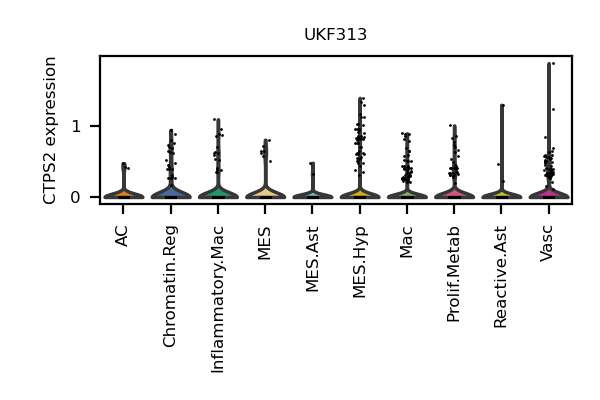 UKF313
CTPS2 expression
1
0
AC
Chromatin.Reg
Inflammatory.Mac
MES
MES.Ast
MES.Hyp
Mac
Prolif.Metab
Reactive.Ast
Vasc